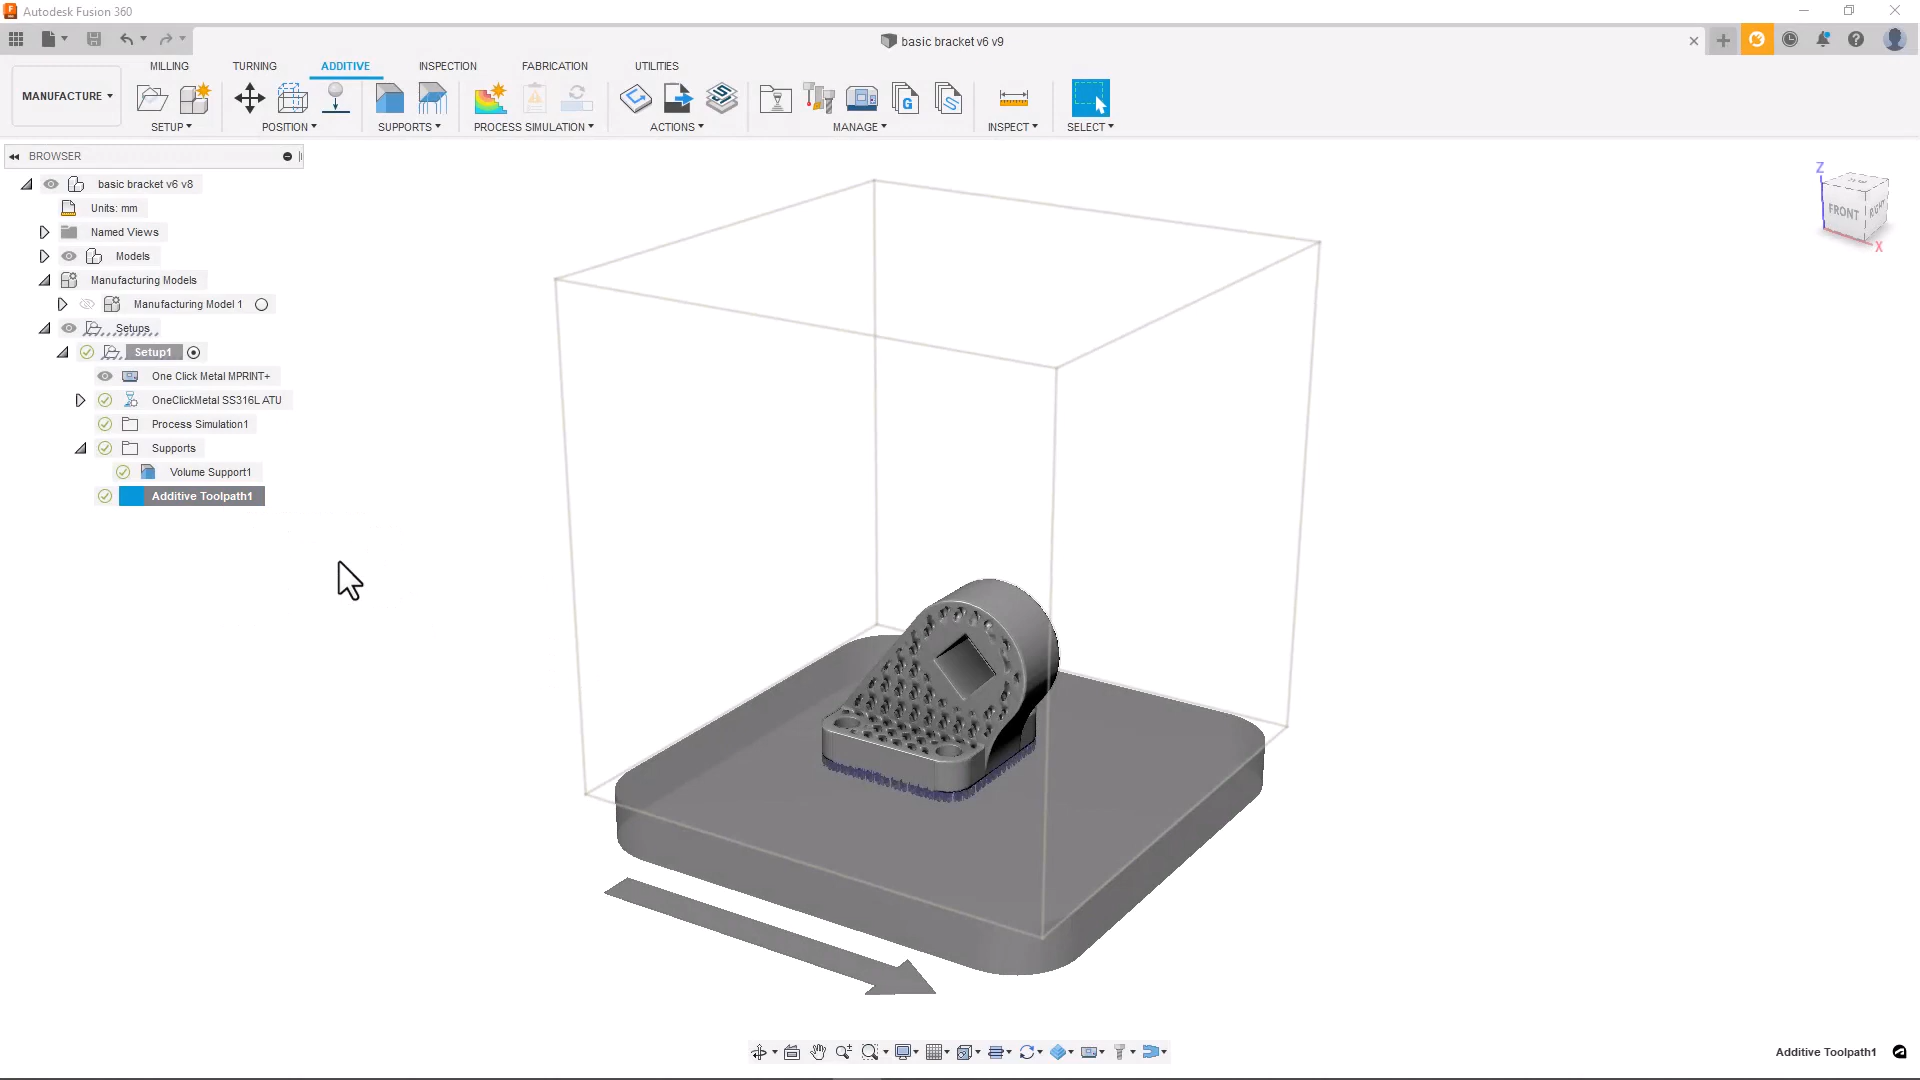 Autodesk Fusion 360
basic bracket v6 v9
MANUFACTURE
MILLING
TURNING
ADDITIVE
INSPECTION
FABRICATION
UTILITIES
SETUP
POSITION
SUPPORTS
PROCESS SIMULATION
ACTIONS
MANAGE
INSPECT
SELECT
BROWSER
basic bracket v6 v8
Units: mm
Named Views
Models
Manufacturing Models
Manufacturing Model 1
Setups
Setup1
One Click Metal MPRINT+
OneClickMetal SS316L ATU
Process Simulation1
Supports
Volume Support1
Additive Toolpath1
Z
FRONT
RIGHT
X
Additive Toolpath1